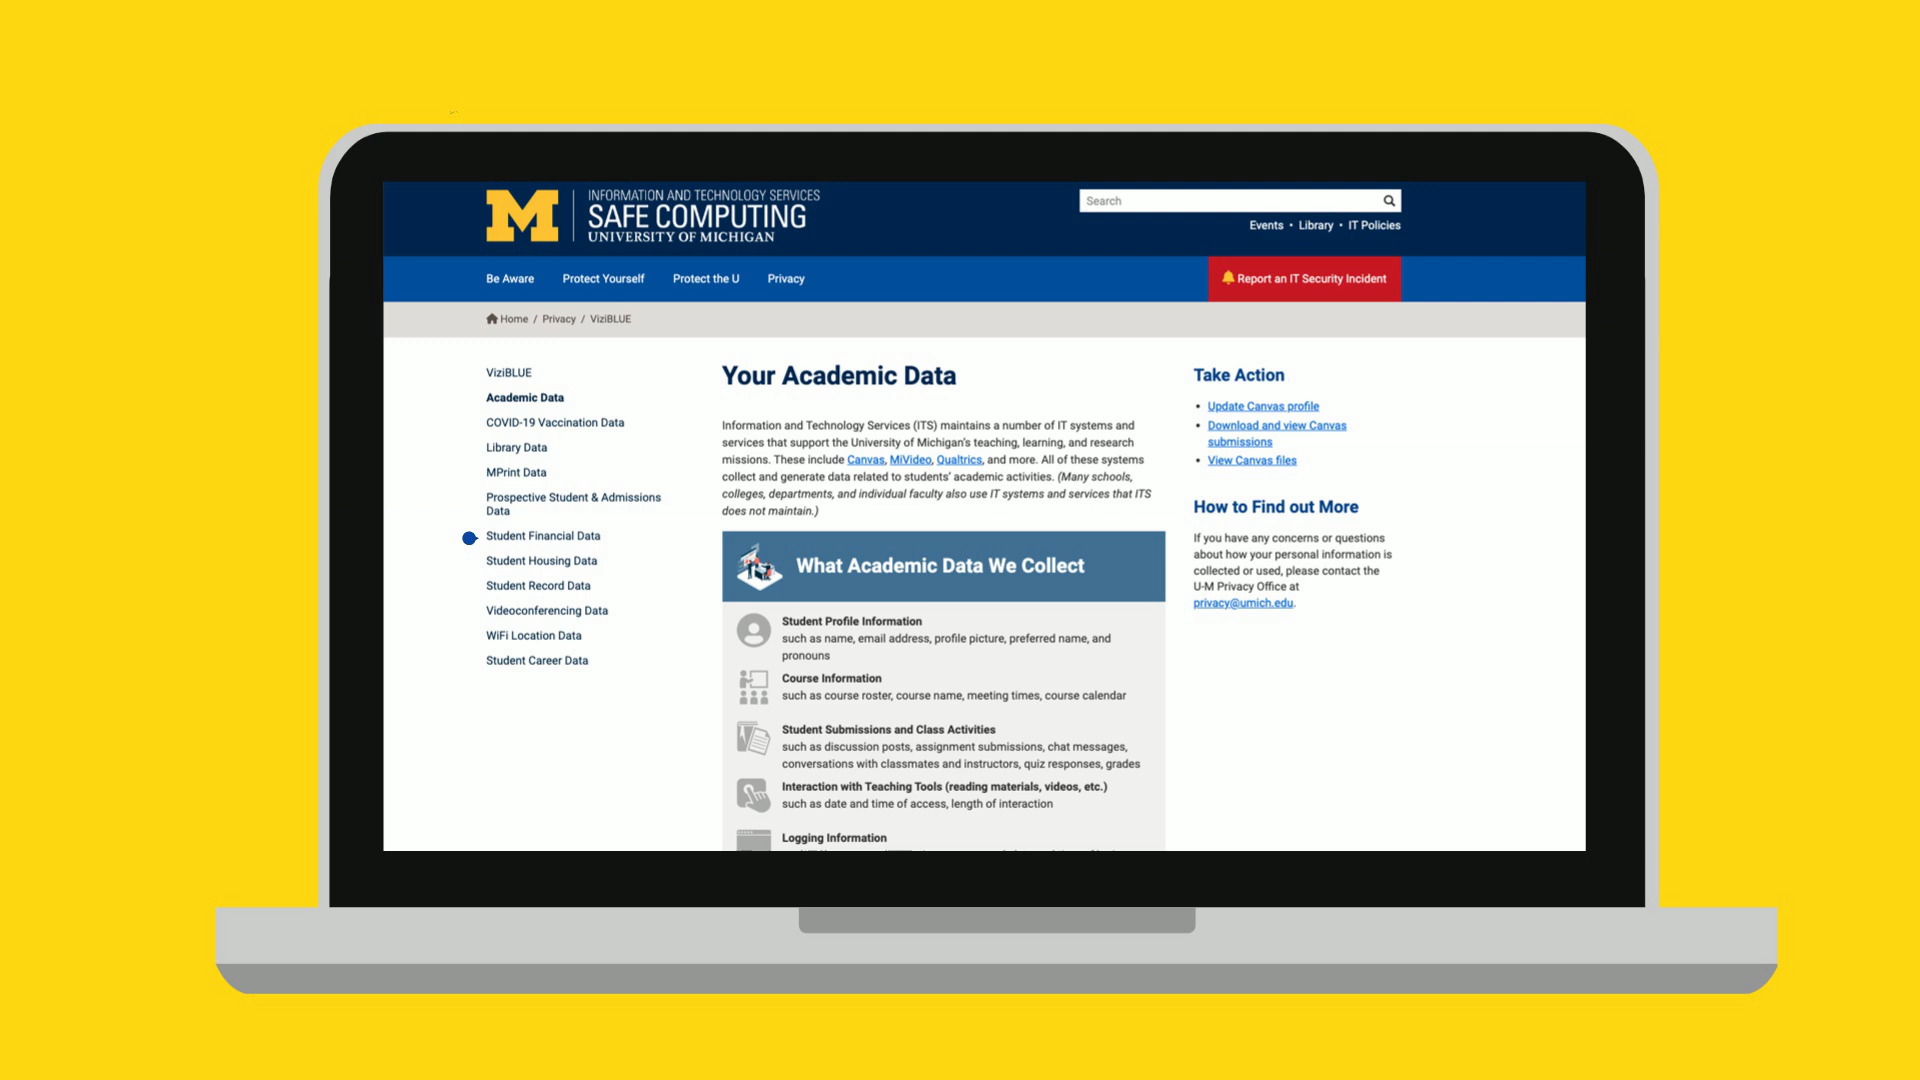 INFORMATION AND TECHNOLOGY SERVICES
SAFE COMPUTING
UNIVERSITY OF MICHIGAN
Search
Events • Library • IT Policies
Be Aware
Protect Yourself
Protect the U
Privacy
Report an IT Security Incident
Home / Privacy / ViziBLUE
ViziBLUE
Academic Data
COVID-19 Vaccination Data
Library Data
MPrint Data
Prospective Student & Admissions
Data
Student Financial Data
Student Housing Data
Student Record Data
Videoconferencing Data
WiFi Location Data
Student Career Data
Your Academic Data
Information and Technology Services (ITS) maintains a number of IT systems and
services that support the University of Michigan's teaching, learning, and research
missions. These include Canvas, MiVideo, Qualtrics, and more. All of these systems
collect and generate data related to students' academic activities. (Many schools,
colleges, departments, and individual faculty also use IT systems and services that ITS
does not maintain.)
What Academic Data We Collect
Student Profile Information
such as name, email address, profile picture, preferred name, and
pronouns
Course Information
such as course roster, course name, meeting times, course calendar
Student Submissions and Class Activities
such as discussion posts, assignment submissions, chat messages,
conversations with classmates and instructors, quiz responses, grades
Interaction with Teaching Tools (reading materials, videos, etc.)
such as date and time of access, length of interaction
Logging Information
Take Action
• Update Canvas profile
• Download and view Canvas
submissions
• View Canvas files
How to Find out More
If you have any concerns or questions
about how your personal information is
collected or used, please contact the
U-M Privacy Office at
privacy@umich.edu.